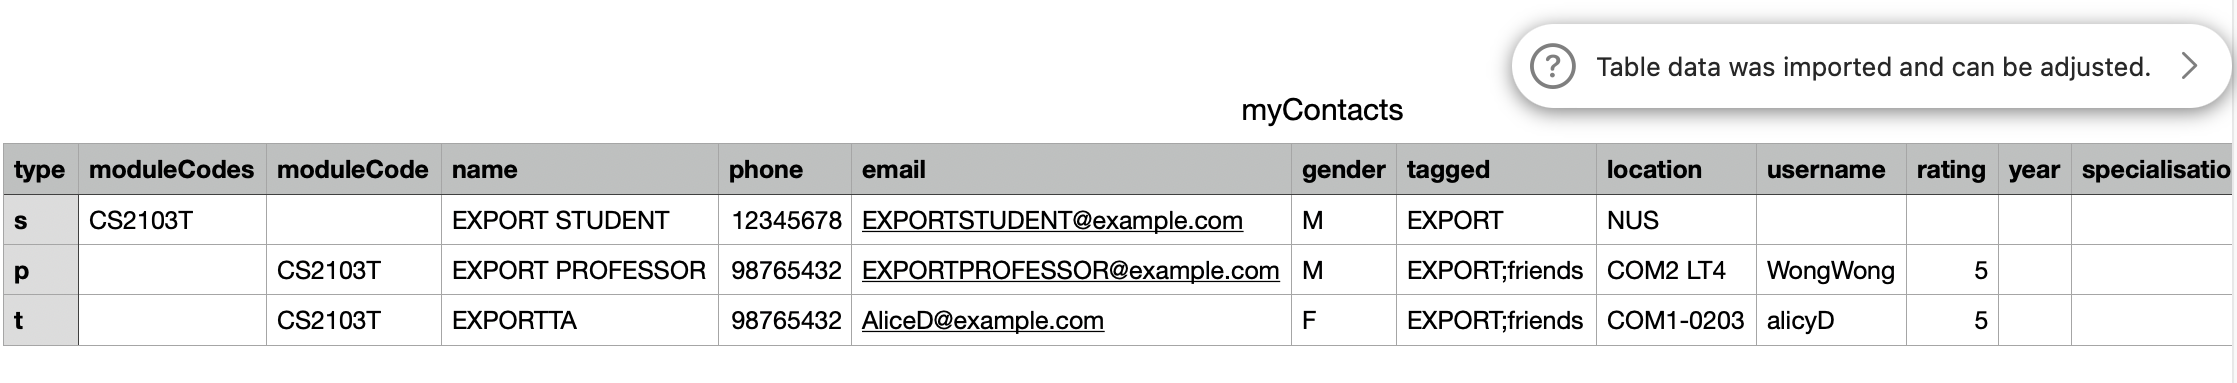 ? Table data was imported and can be adjusted.
myContacts
type moduleCodes moduleCode name phone email gender tagged location username rating year specialisatio
s CS2103T EXPORT STUDENT 12345678 EXPORTSTUDENT@example.com M EXPORT NUS
p CS2103T EXPORT PROFESSOR 98765432 EXPORTPROFESSOR@example.com M EXPORT;friends COM2 LT4 WongWong 5
t CS2103T EXPORTTA 98765432 AliceD@example.com F EXPORT;friends COM1-0203 alicyD 5